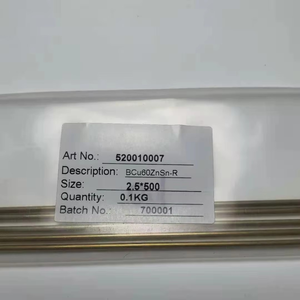 Art No.: 520010007
Description: BCu60ZnSn-R
Size: 2.5*500
Quantity: 0.1KG
Batch No. 700001